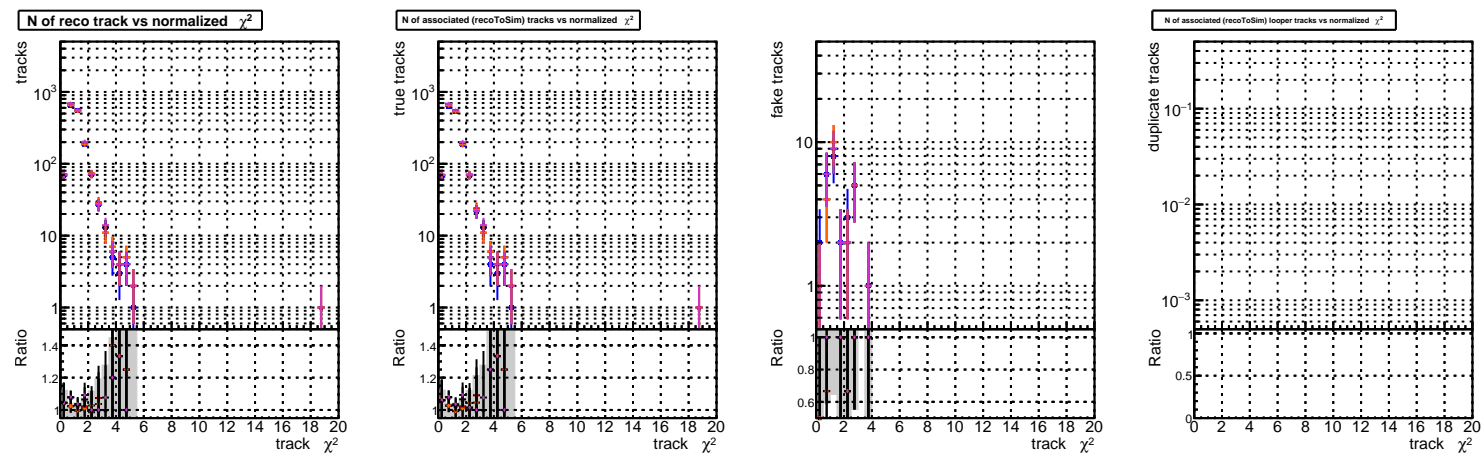 N of reco track vs normalized χ²
tracks
10³
10²
10
1
Ratio
1.4
1.2
1
0 2 4 6 8 10 12 14 16 18 20
track χ²
N of associated (recoToSim) tracks vs normalized χ²
true tracks
10³
10²
10
1
Ratio
1.4
1.2
1
0 2 4 6 8 10 12 14 16 18 20
track χ²
fake tracks
10
1
Ratio
1
0.8
0.6
0 2 4 6 8 10 12 14 16 18 20
track χ²
N of associated (recoToSim) looper tracks vs normalized χ²
duplicate tracks
10⁻¹
10⁻²
10⁻³
Ratio
1
0.5
0
0 2 4 6 8 10 12 14 16 18 20
track χ²